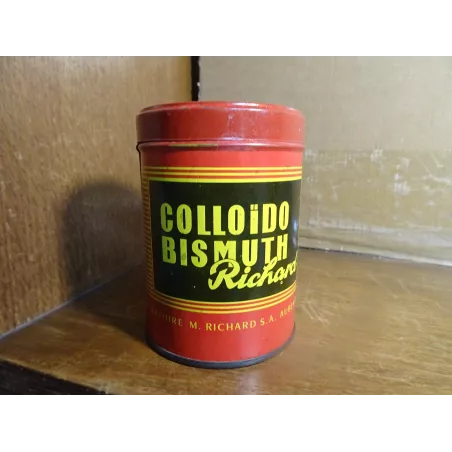 COLLOÏDO
BISMUTH
Richard
M. RICHARD S.A.